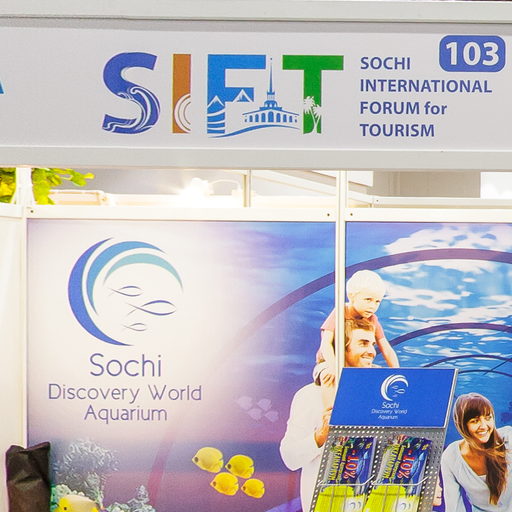 SIFT
SOCHI
INTERNATIONAL
FORUM for
TOURISM
103
Sochi
Discovery World
Aquarium
Sochi
Discovery World
Aquarium